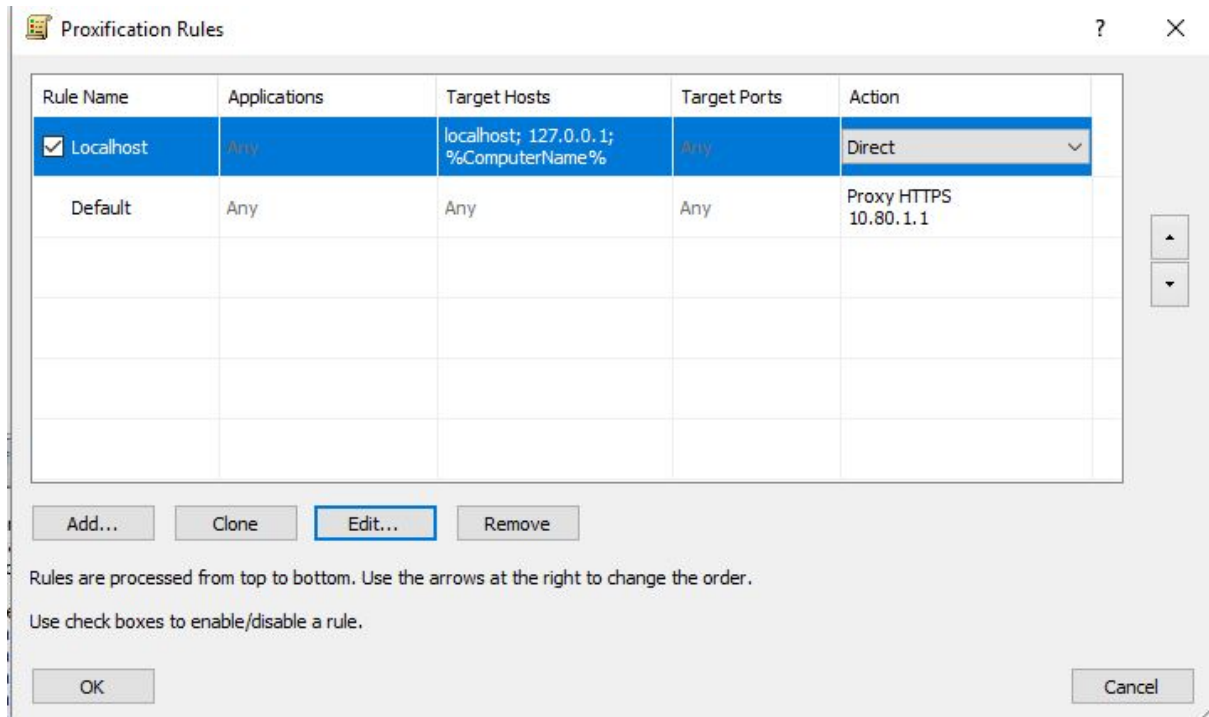 Proxification Rules
?
Rule Name Applications Target Hosts Target Ports Action
Localhost Any localhost; 127.0.0.1; Any Direct
%ComputerName%
Default Any Any Any Proxy HTTPS
10.80.1.1
Add... Clone Edit... Remove
Rules are processed from top to bottom. Use the arrows at the right to change the order.
Use check boxes to enable/disable a rule.
OK Cancel